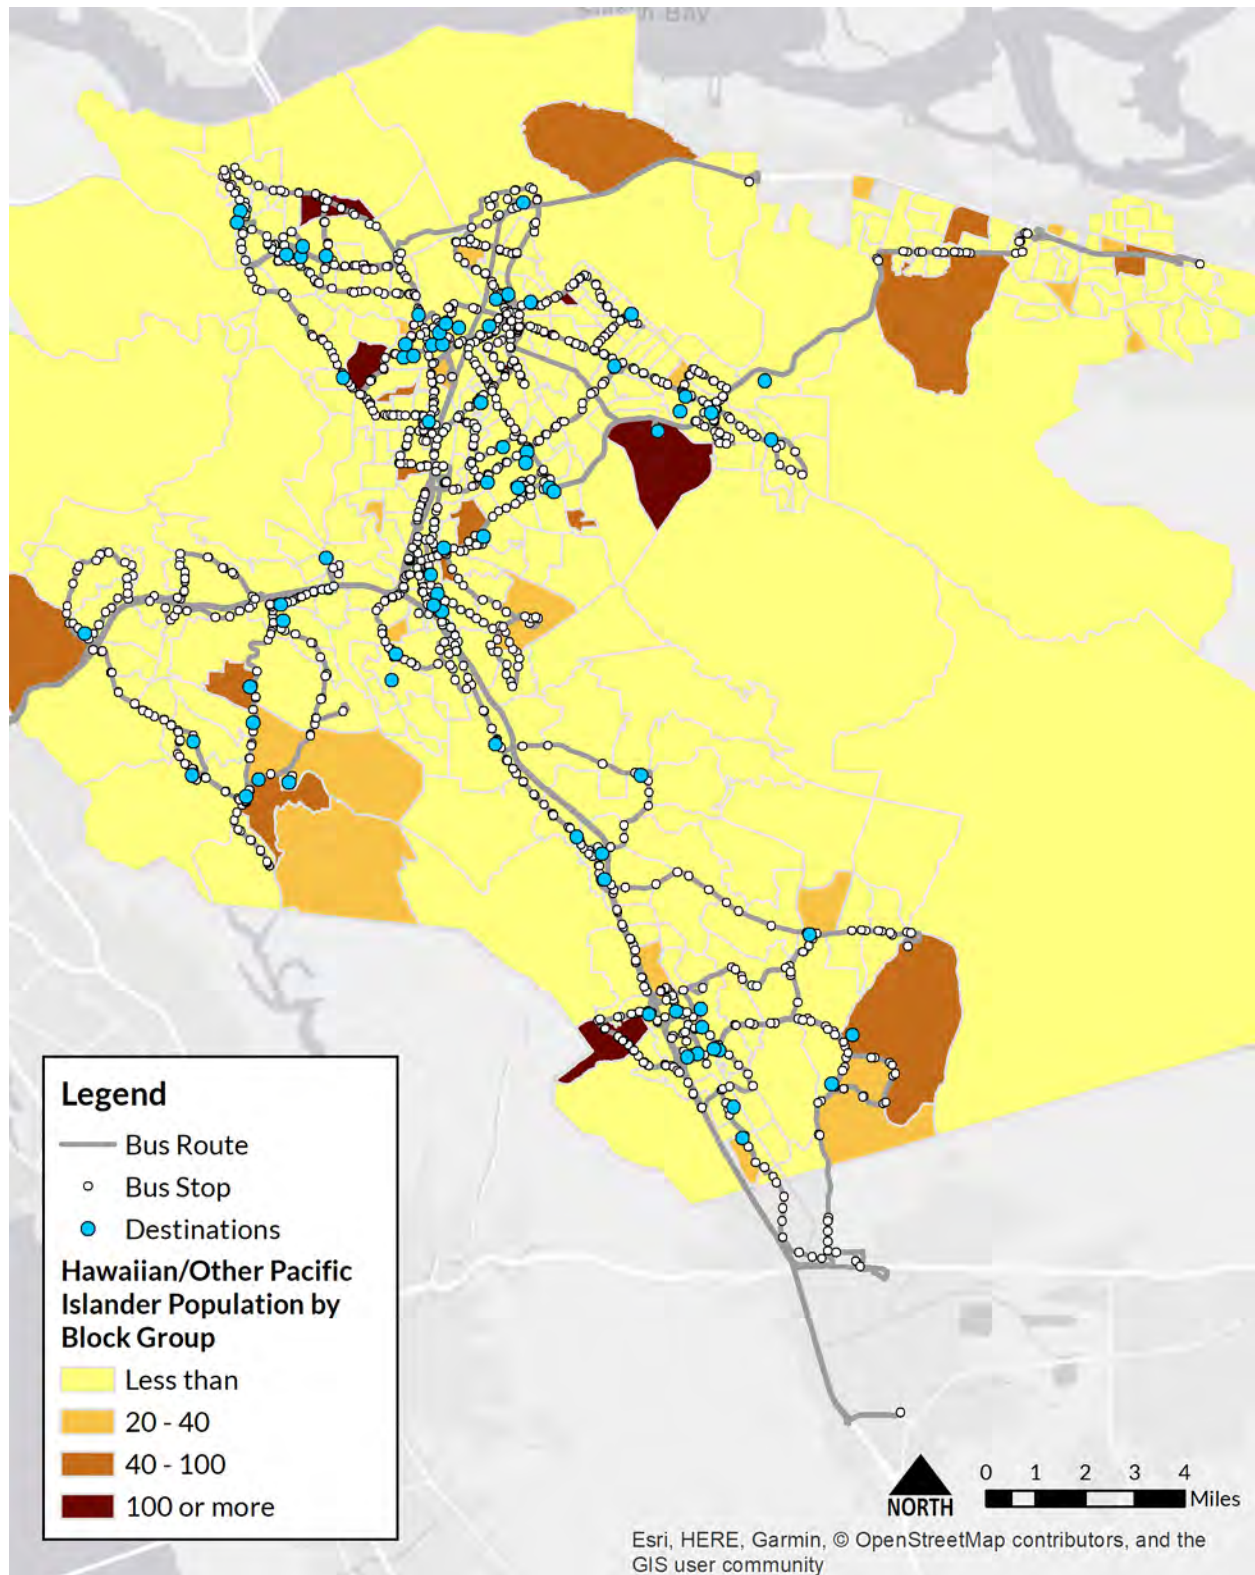 Bay
Legend
Bus Route
Bus Stop
Destinations
Hawaiian/Other Pacific
Islander Population by
Block Group
Less than
20 - 40
40 - 100
100 or more
NORTH
0 1 2 3 4
Miles
Esri, HERE, Garmin, © OpenStreetMap contributors, and the
GIS user community